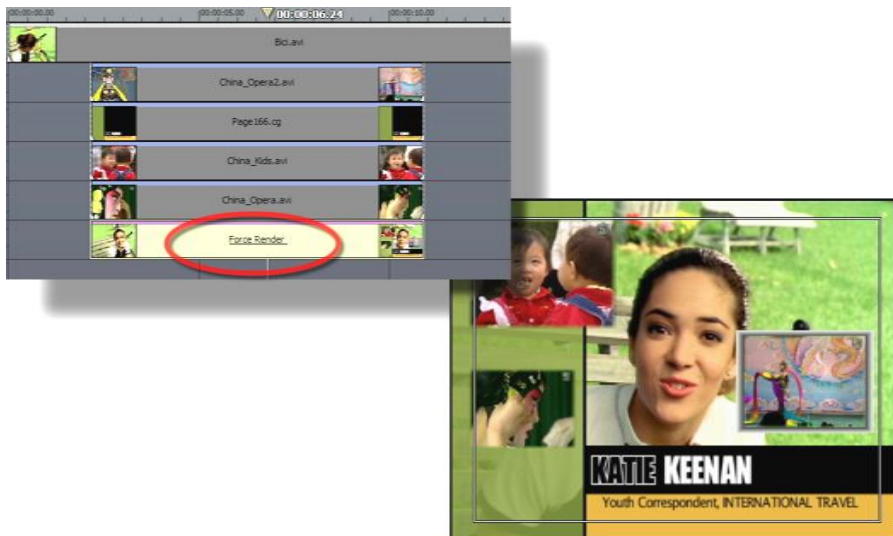 00:00:00.00 00:00:05.00 00:00:06.24 00:00:10.00
Bici.avi
China_Opera2.avi
Page166.cg
China_Kids.avi
China_Opera.avi
Force Render
KATIE KEENAN
Youth Correspondent, INTERNATIONAL TRAVEL